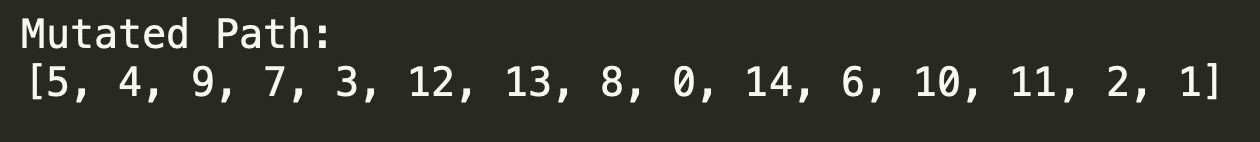 Mutated Path:
[5, 4, 9, 7, 3, 12, 13, 8, 0, 14, 6, 10, 11, 2, 1]